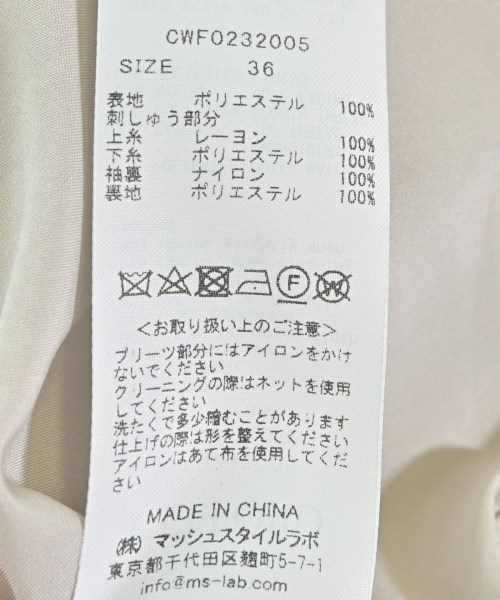 CWF0232005
SIZE 36
表地 ポリエステル 100%
刺しゅう部分
上糸 レーヨン 100%
下糸 ポリエステル 100%
袖裏 ナイロン 100%
裏地 ポリエステル 100%
F W
<お取り扱い上のご注意>
プリーツ部分にはアイロンをかけ
ないでください
クリーニングの際はネットを使用
してください
洗たくで多少縮むことがあります
仕上げの際は形を整えてください
アイロンはあて布を使用してくだ
さい
MADE IN CHINA
(株) マッシュスタイルラボ
東京都千代田区麹町5-7-1
info@ms-lab.com